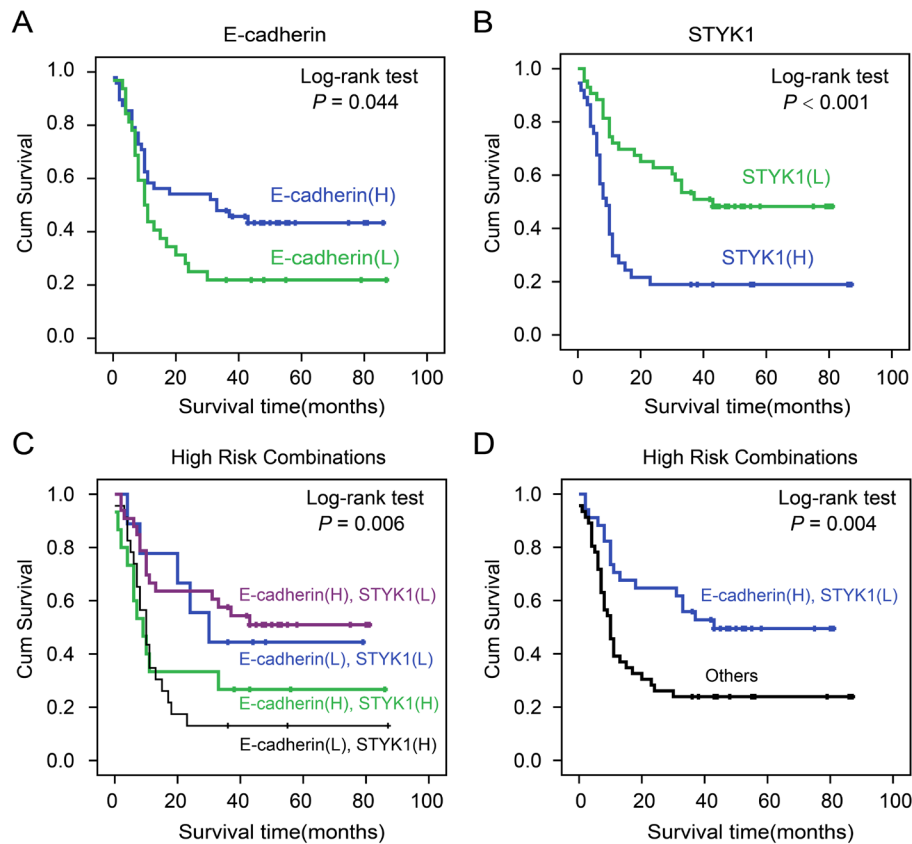 A
E-cadherin
Log-rank test
P = 0.044
E-cadherin(H)
E-cadherin(L)
Cum Survival
1.0
0.8
0.6
0.4
0.2
0.0
0 20 40 60 80 100
Survival time(months)
B
STYK1
Log-rank test
P < 0.001
STYK1(L)
STYK1(H)
Cum Survival
1.0
0.8
0.6
0.4
0.2
0.0
0 20 40 60 80 100
Survival time(months)
C
High Risk Combinations
Log-rank test
P = 0.006
E-cadherin(H), STYK1(L)
E-cadherin(L), STYK1(L)
E-cadherin(H), STYK1(H)
E-cadherin(L), STYK1(H)
Cum Survival
1.0
0.8
0.6
0.4
0.2
0.0
0 20 40 60 80 100
Survival time(months)
D
High Risk Combinations
Log-rank test
P = 0.004
E-cadherin(H), STYK1(L)
Others
Cum Survival
1.0
0.8
0.6
0.4
0.2
0.0
0 20 40 60 80 100
Survival time(months)